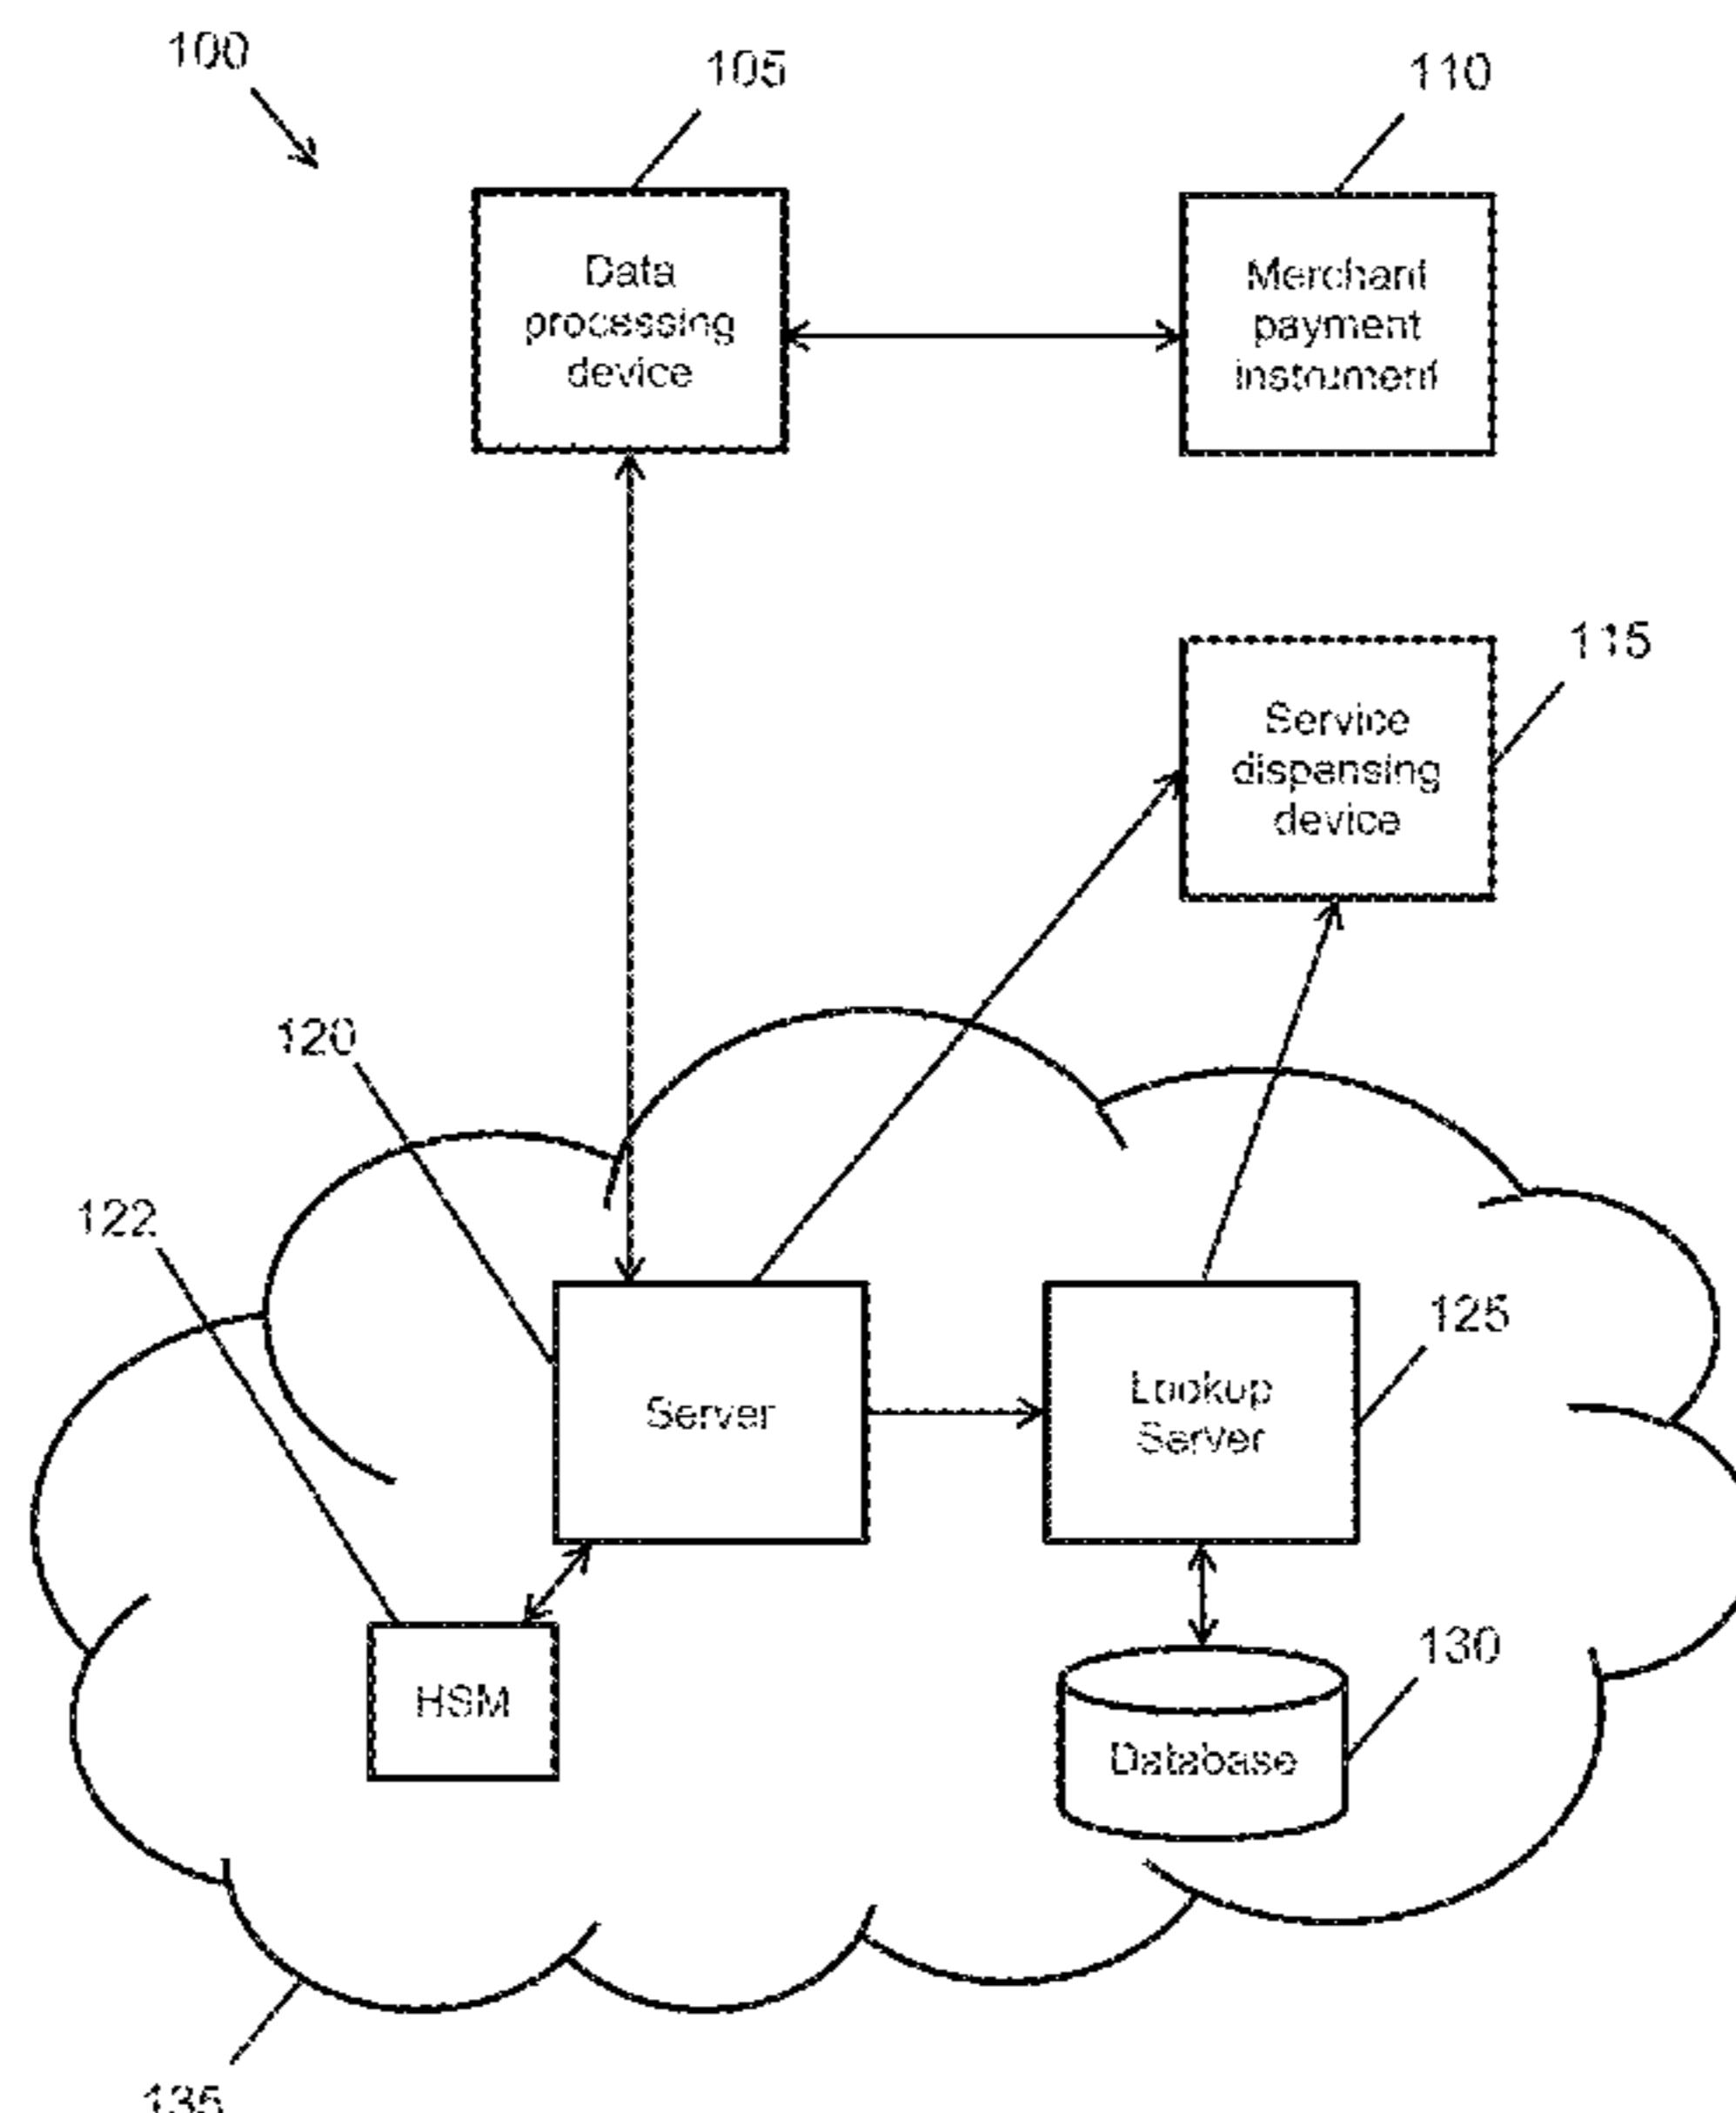 100
105
110
Data
processing
device
Merchant
payment
instrument
115
Service
dispensing
device
120
122
125
Server
Lookup
Server
130
HSM
Database
135